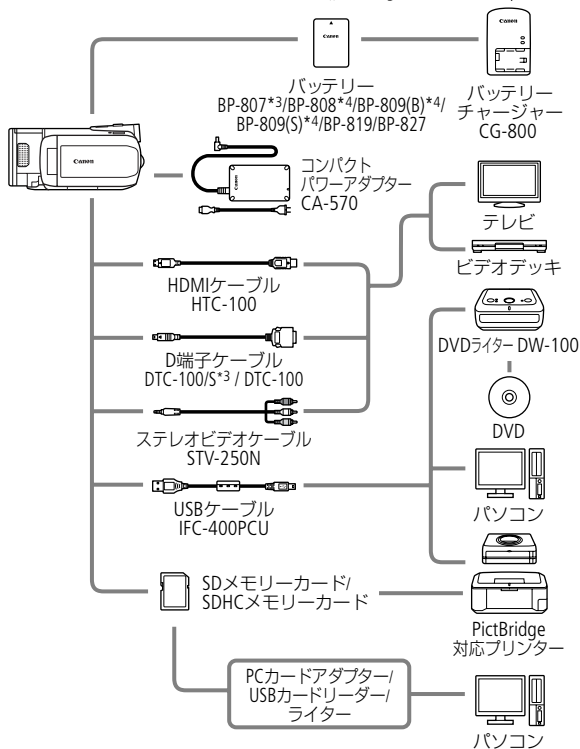 Canon
Canon
バッテリー
BP-807*3/BP-808*4/BP-809(B)*4/
BP-809(S)*4/BP-819/BP-827
バッテリー
チャージャー
CG-800
Canon
Canon
コンパクト
パワーアダプター
CA-570
テレビ
ビデオデッキ
HDMIケーブル
HTC-100
DVDライター DW-100
D端子ケーブル
DTC-100/S*3 / DTC-100
DVD
ステレオビデオケーブル
STV-250N
パソコン
USBケーブル
IFC-400PCU
SDメモリーカード/
SDHCメモリーカード
PictBridge
対応プリンター
PCカードアダプター/
USBカードリーダー/
ライター
パソコン